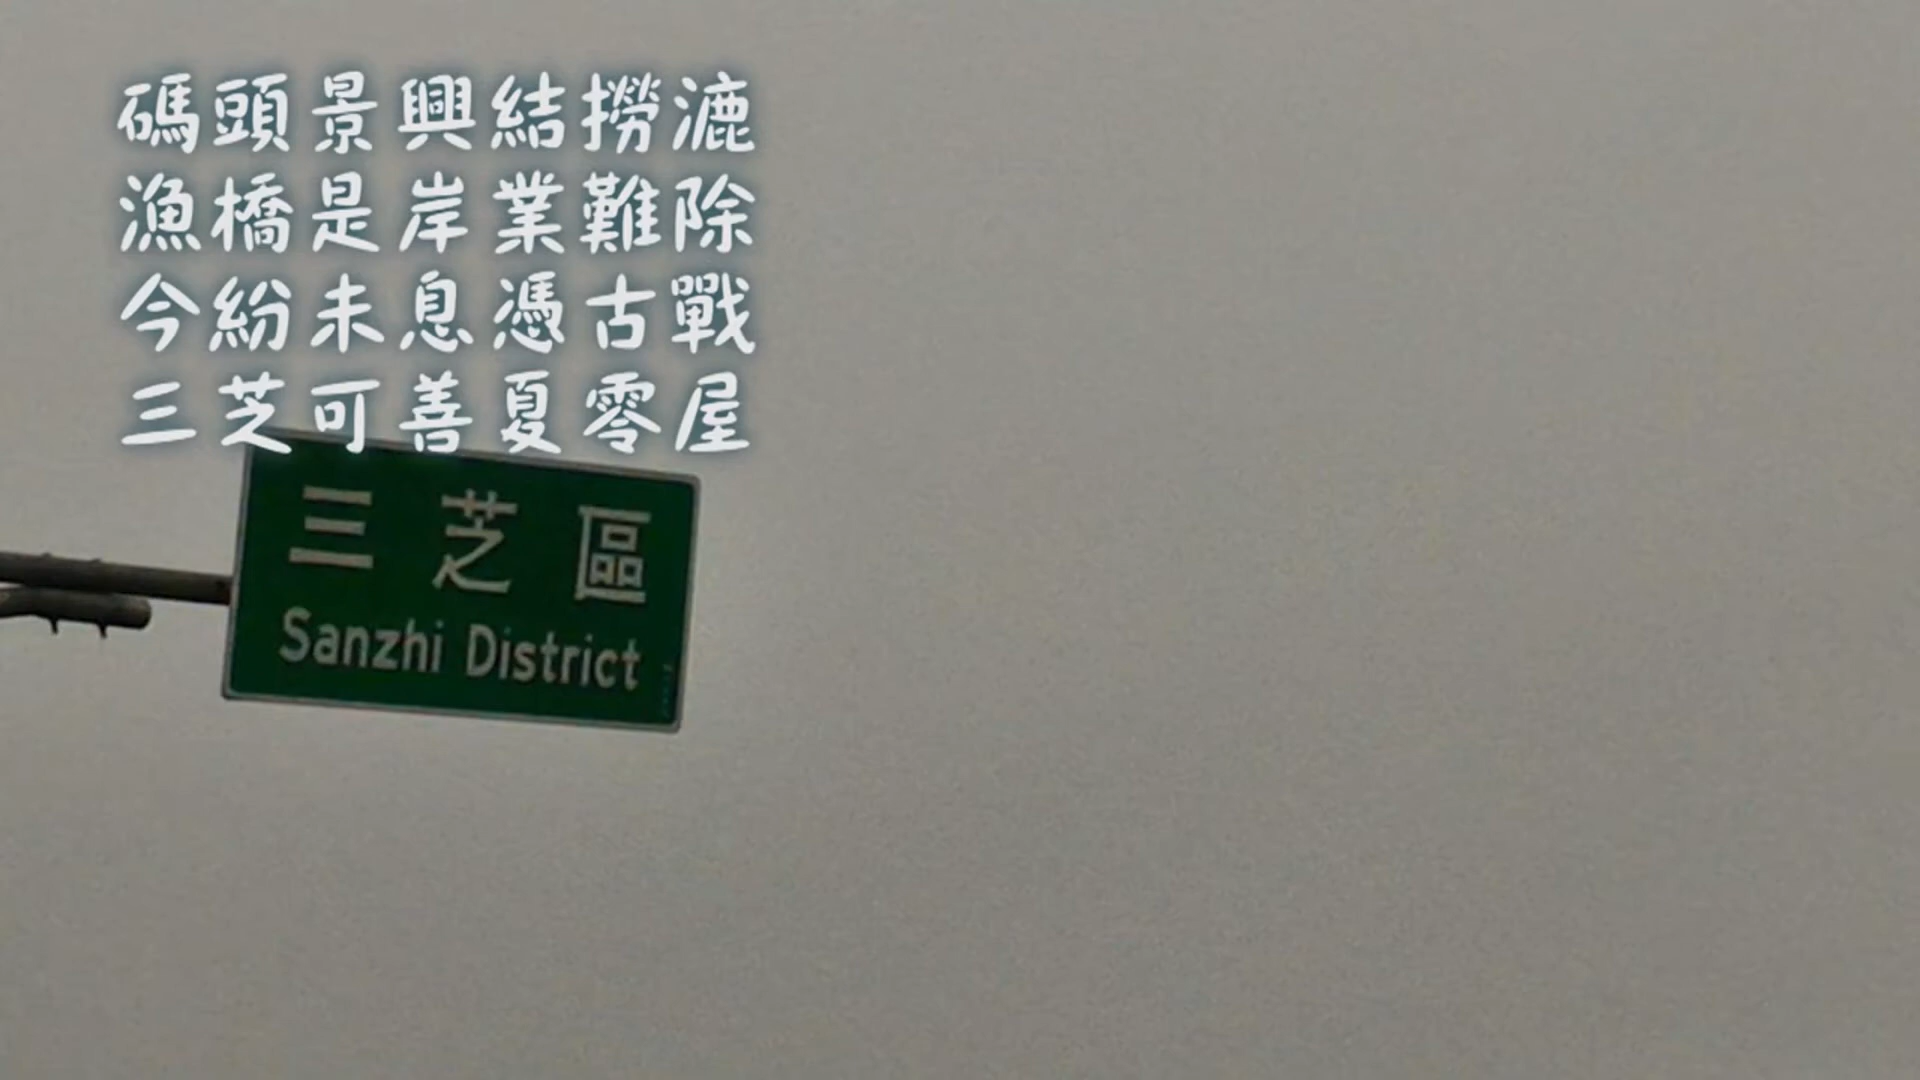 碼頭景興結撈漉
漁橋是岸業難除
今紛未息憑古戰
三芝可善夏零屋
三芝區
Sanzhi District